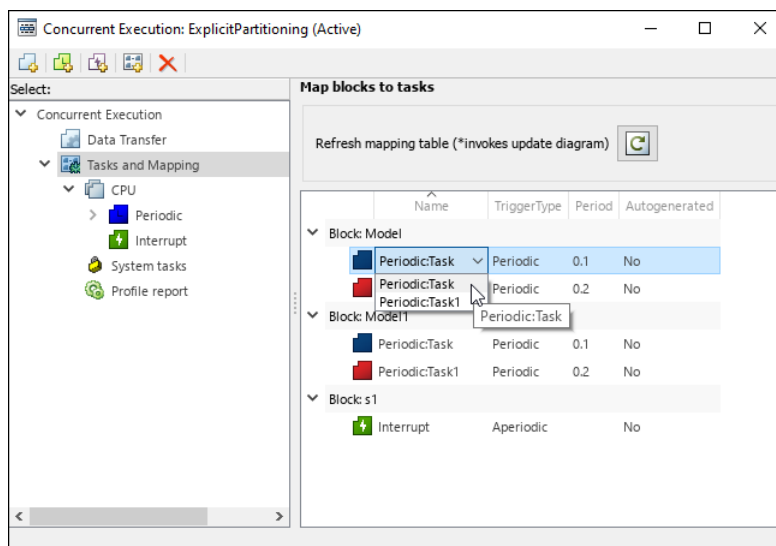 Concurrent Execution: ExplicitPartitioning (Active)
Select:
Concurrent Execution
Data Transfer
Tasks and Mapping
CPU
Periodic
Interrupt
System tasks
Profile report
Map blocks to tasks
Refresh mapping table (*invokes update diagram)
Name TriggerType Period Autogenerated
Block: Model
Periodic:Task Periodic 0.1 No
Periodic:Task Periodic 0.2 No
Periodic:Task1
Periodic:Task
Block: Model1
Periodic:Task Periodic 0.1 No
Periodic:Task1 Periodic 0.2 No
Block: s1
Interrupt Aperiodic No